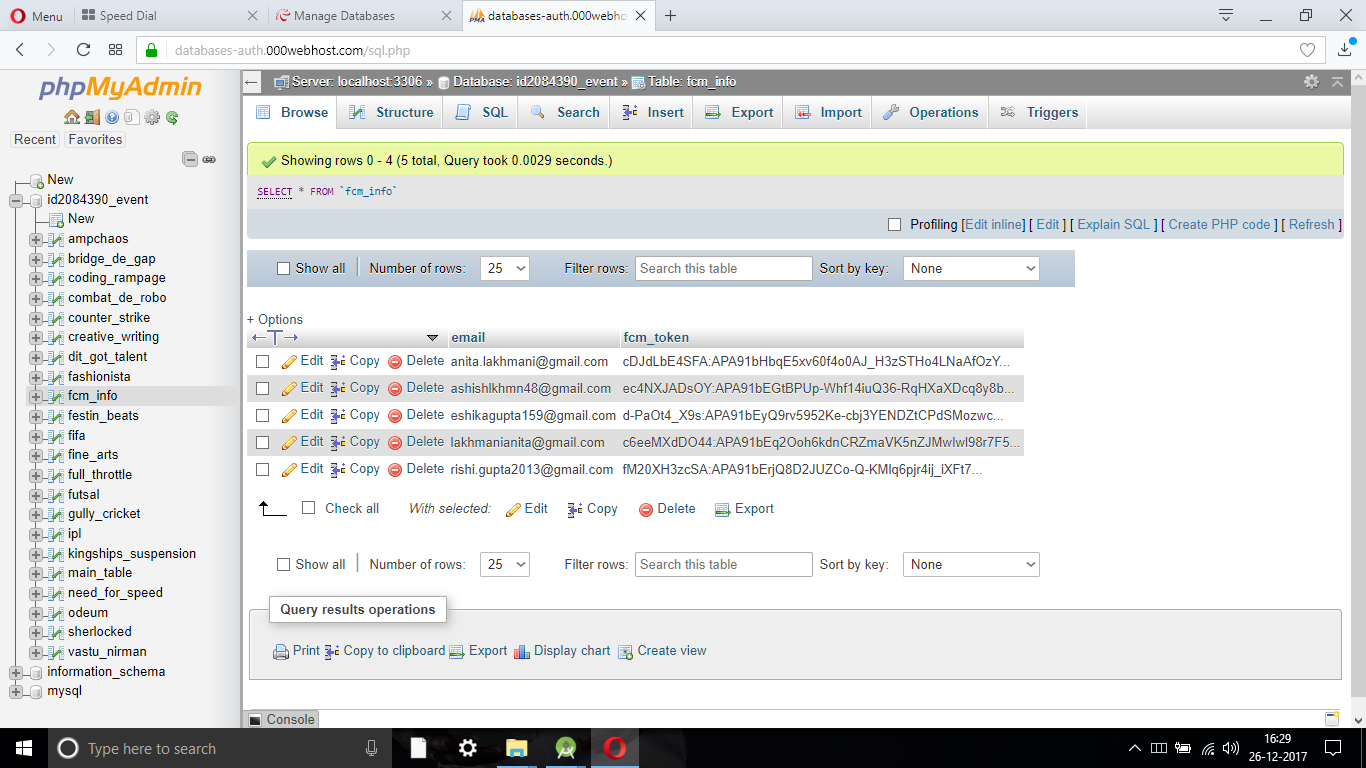 Menu
Speed Dial
Manage Databases
databases-auth.000webho
databases-auth.000webhost.com/sql.php
phpMyAdmin
Recent
Favorites
New
id2084390_event
New
ampchaos
bridge_de_gap
coding_rampage
combat_de_robo
counter_strike
creative_writing
dit_got_talent
fashionista
fcm_info
festin_beats
fifa
fine_arts
full_throttle
futsal
gully_cricket
ipl
kingships_suspension
main_table
need_for_speed
odeum
sherlocked
vastu_nirman
information_schema
mysql
Server: localhost:3306 » Database: id2084390_event » Table: fcm_info
Browse Structure SQL Search Insert Export Import Operations Triggers
Showing rows 0 - 4 (5 total, Query took 0.0029 seconds.)
SELECT * FROM `fcm_info`
Profiling [Edit inline] [ Edit ] [ Explain SQL ] [ Create PHP code ] [ Refresh ]
Show all Number of rows: 25 Filter rows: Search this table Sort by key: None
+ Options
←T→ email fcm_token
Edit Copy Delete anita.lakhmani@gmail.com cDJdLbE4SFA:APA91bHbqE5xv60f4o0AJ_H3zSTHo4LNaAfOzY...
Edit Copy Delete ashishlkhmn48@gmail.com ec4NXJADsOY:APA91bEGtBPUp-Whf14iuQ36-RqHXaXDcq8y8b...
Edit Copy Delete eshikagupta159@gmail.com d-PaOt4_X9s:APA91bEyQ9rv5952Ke-cbj3YENDZtCPdSMozwc...
Edit Copy Delete lakhmanianita@gmail.com c6eeMXdDO44:APA91bEq2Ooh6kdnCRZmaVK5nZJMwIwl98r7F5...
Edit Copy Delete rishi.gupta2013@gmail.com fM20XH3zcSA:APA91bErjQ8D2JUZCo-Q-KMlq6pjr4ij_iXFt7...
Check all With selected: Edit Copy Delete Export
Show all Number of rows: 25 Filter rows: Search this table Sort by key: None
Query results operations
Print Copy to clipboard Export Display chart Create view
Console
Type here to search
16:29
26-12-2017